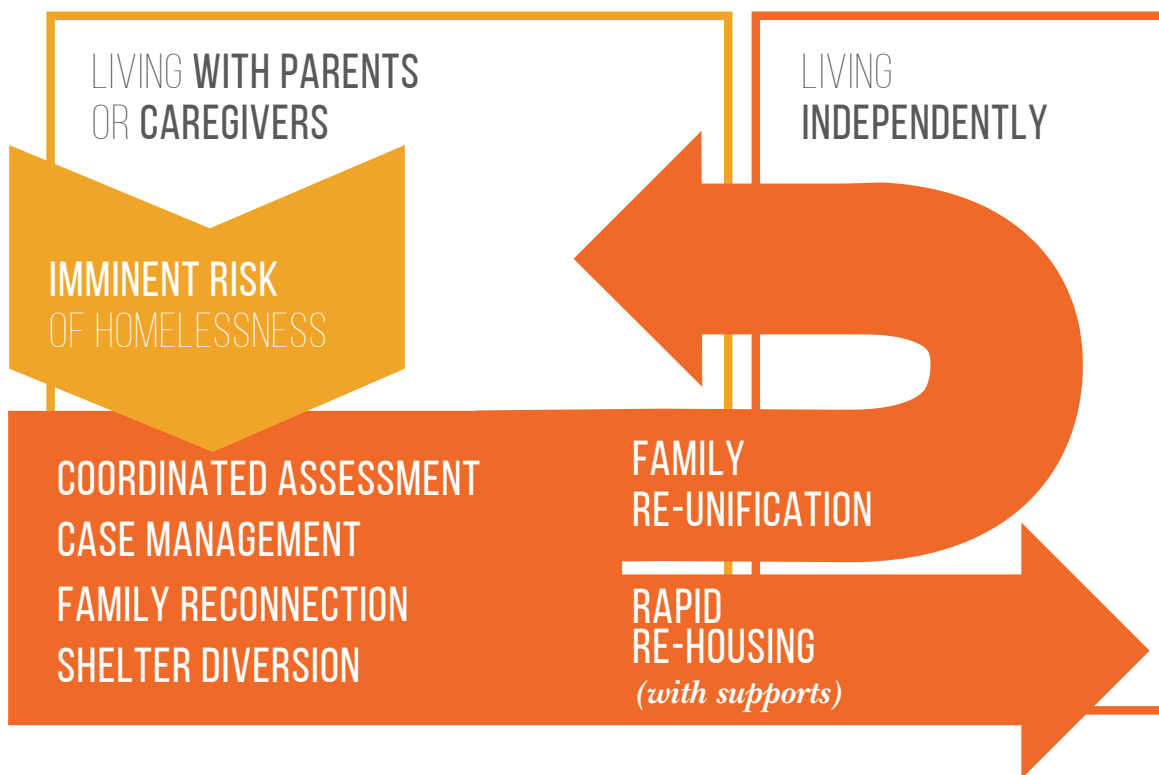 LIVING WITH PARENTS
OR CAREGIVERS
LIVING
INDEPENDENTLY
IMMINENT RISK
OF HOMELESSNESS
COORDINATED ASSESSMENT
CASE MANAGEMENT
FAMILY RECONNECTION
SHELTER DIVERSION
FAMILY
RE-UNIFICATION
RAPID
RE-HOUSING
(with supports)